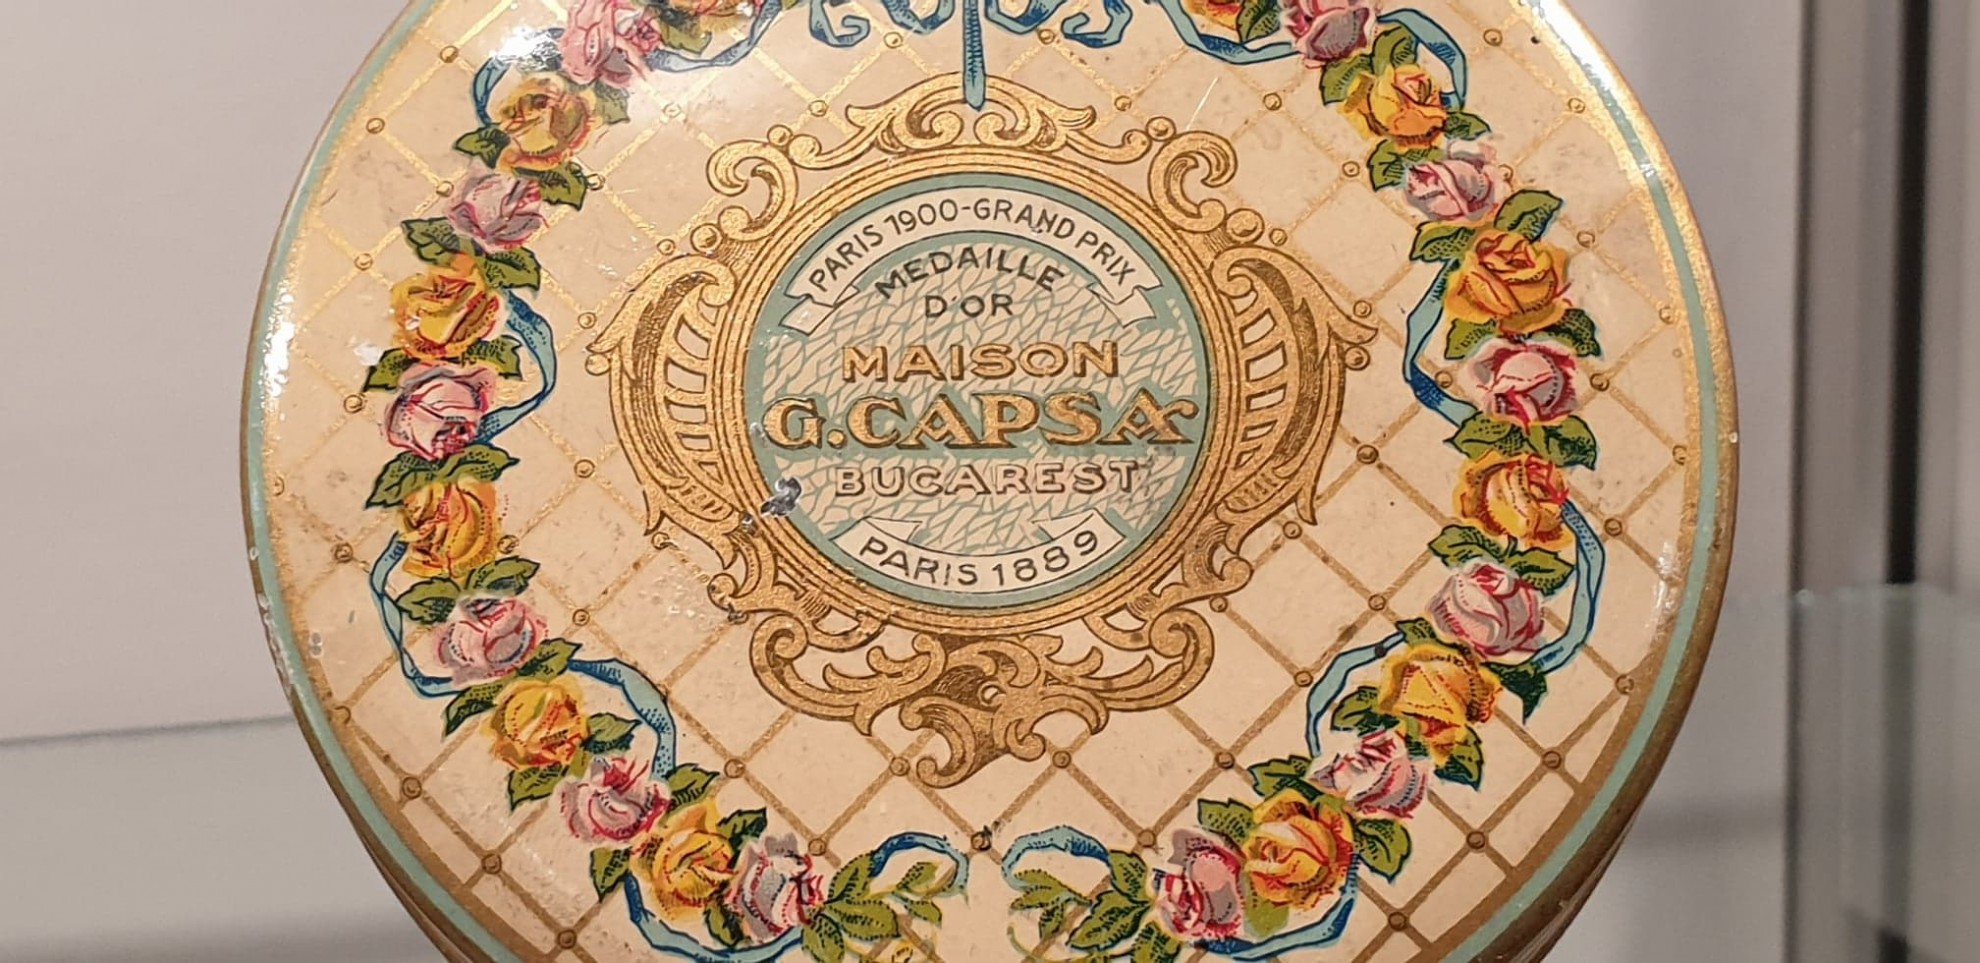 PARIS 1900-GRAND PRIX
MEDAILLE
D'OR
MAISON
G. CAPSA
BUCAREST
PARIS 1889